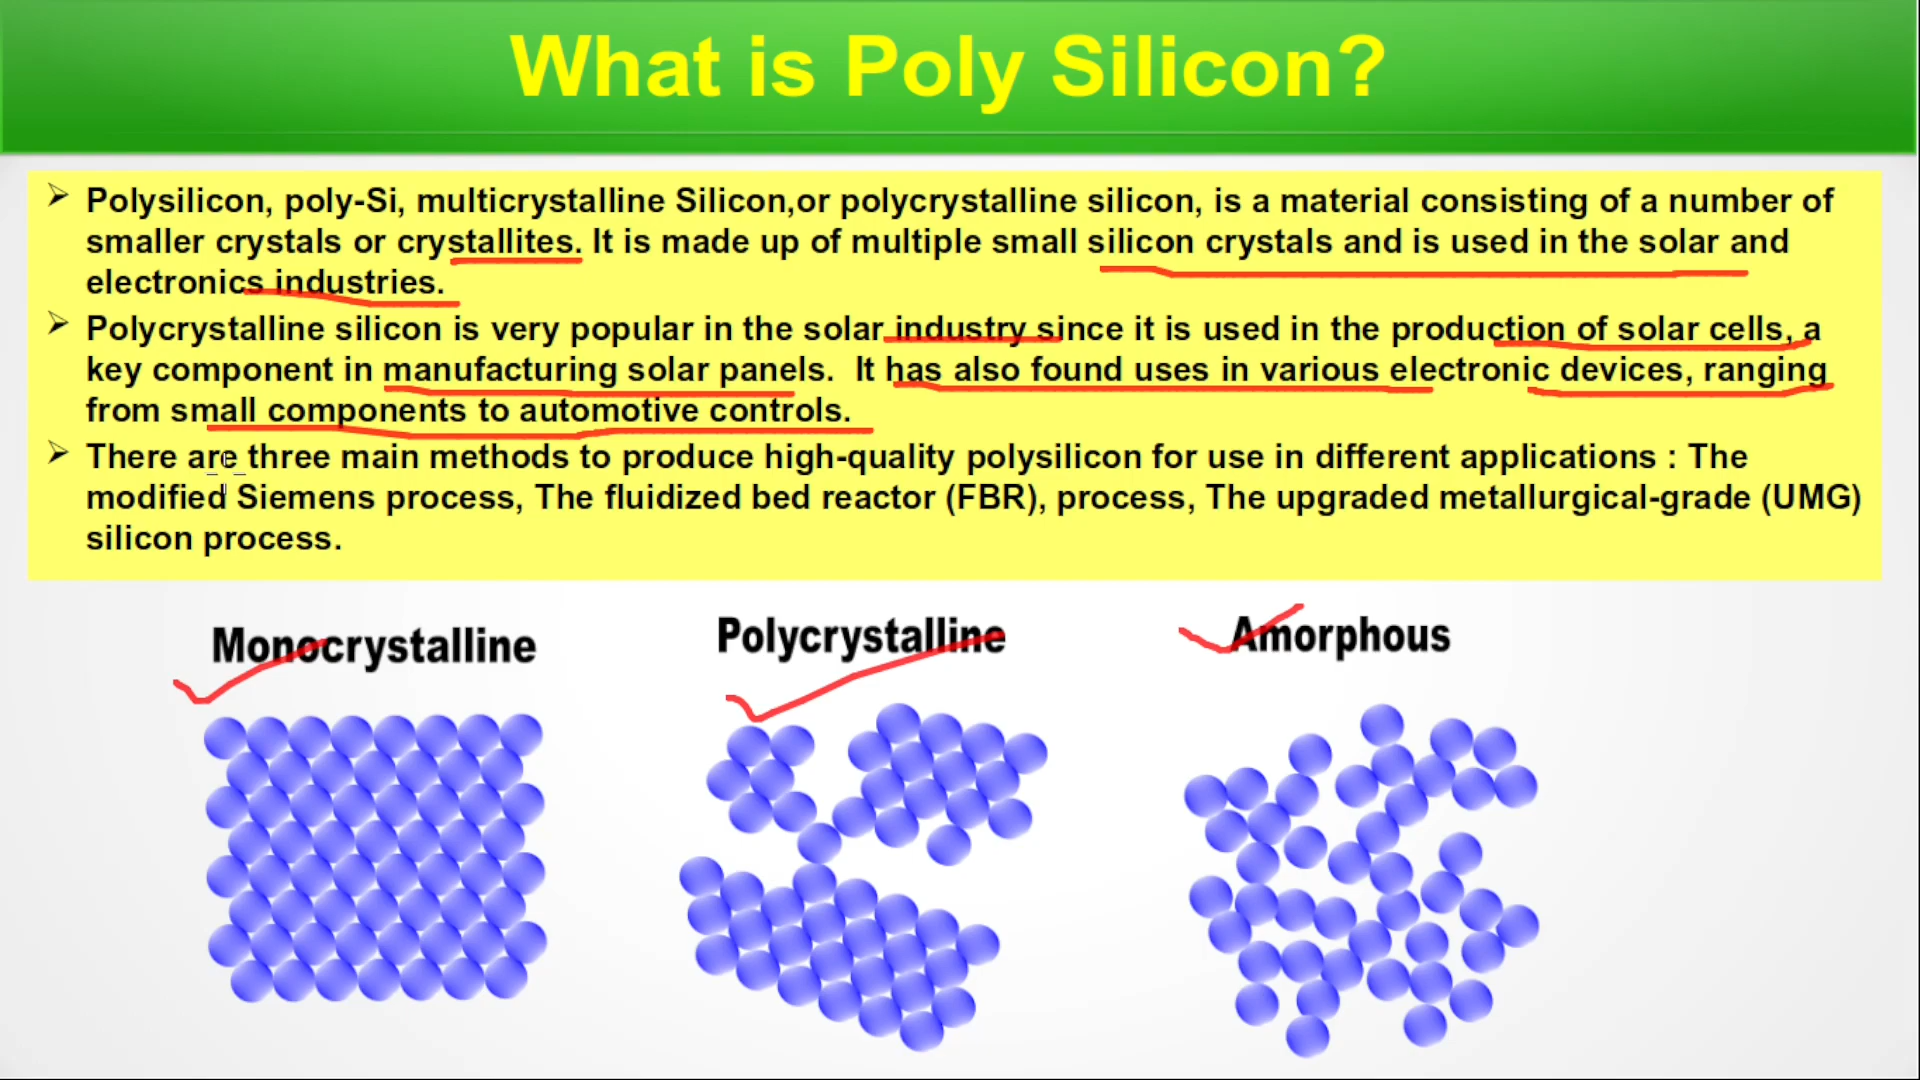 What is Poly Silicon?
Polysilicon, poly-Si, multicrystalline Silicon,or polycrystalline silicon, is a material consisting of a number of
smaller crystals or crystallites. It is made up of multiple small silicon crystals and is used in the solar and
electronics industries.
Polycrystalline silicon is very popular in the solar industry since it is used in the production of solar cells, a
key component in manufacturing solar panels.  It has also found uses in various electronic devices, ranging
from small components to automotive controls.
There are three main methods to produce high-quality polysilicon for use in different applications : The
modified Siemens process, The fluidized bed reactor (FBR), process, The upgraded metallurgical-grade (UMG)
silicon process.
Monocrystalline
Polycrystalline
Amorphous